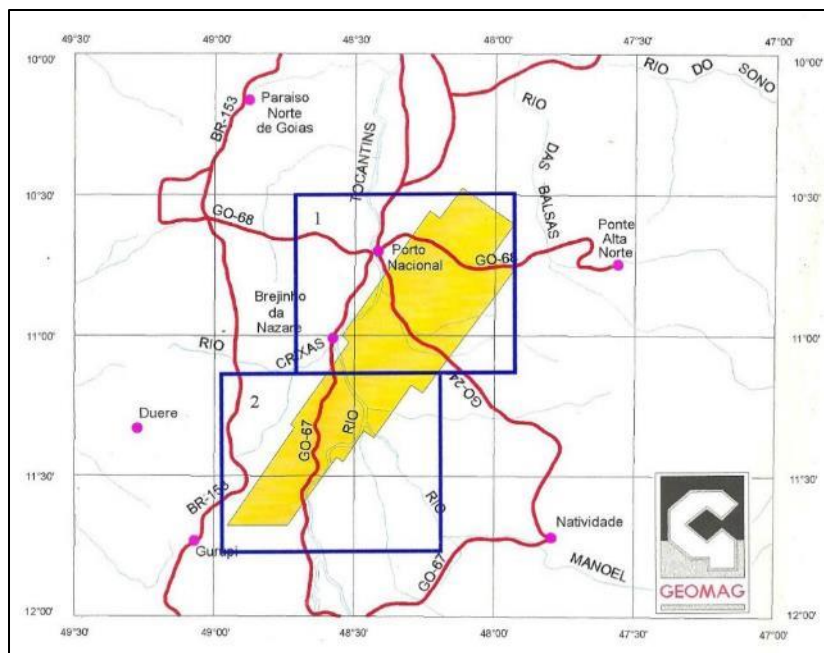 49°30' 49°00' 48°30' 48°00' 47°30' 47°00'
10°00' 10°00'
RIO DO SONO
BR-153
Paraiso
Norte
de Goias
TOCANTINS
RIO
DAS BALSAS
10°30' 10°30'
1
GO-68
Porto
Nacional
GO-68
Ponte
Alta
Norte
Brejinho
da
Nazare
11°00' 11°00'
RIO
CRIXAS
2
GO-24
Duere
GO-67
RIO
11°30' 11°30'
BR-153
RIO
Gurupi
Natividade
GO-67
MANOEL
GEOMAG
12°00' 12°00'
49°30' 49°00' 48°30' 48°00' 47°30' 47°00'